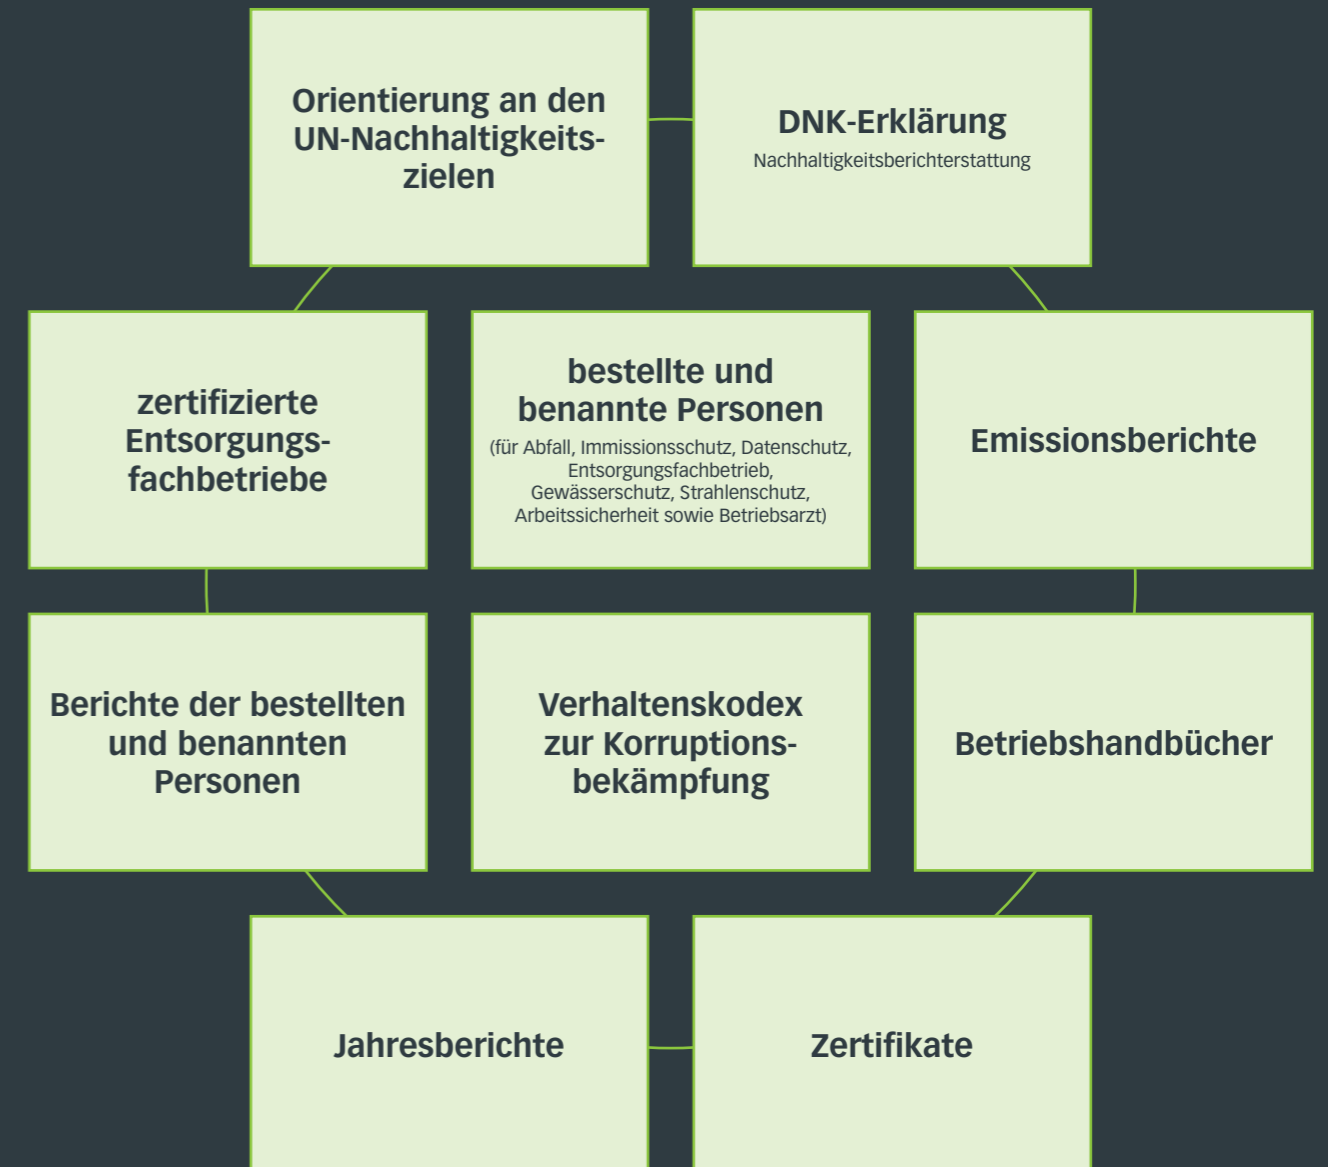 Orientierung an den
UN-Nachhaltigkeits-
zielen
DNK-Erklärung
Nachhaltigkeitsberichterstattung
zertifizierte
Entsorgungs-
fachbetriebe
bestellte und
benannte Personen
(für Abfall, Immissionsschutz, Datenschutz,
Entsorgungsfachbetrieb,
Gewässerschutz, Strahlenschutz,
Arbeitssicherheit sowie Betriebsarzt)
Emissionsberichte
Berichte der bestellten
und benannten
Personen
Verhaltenskodex
zur Korruptions-
bekämpfung
Betriebshandbücher
Jahresberichte
Zertifikate